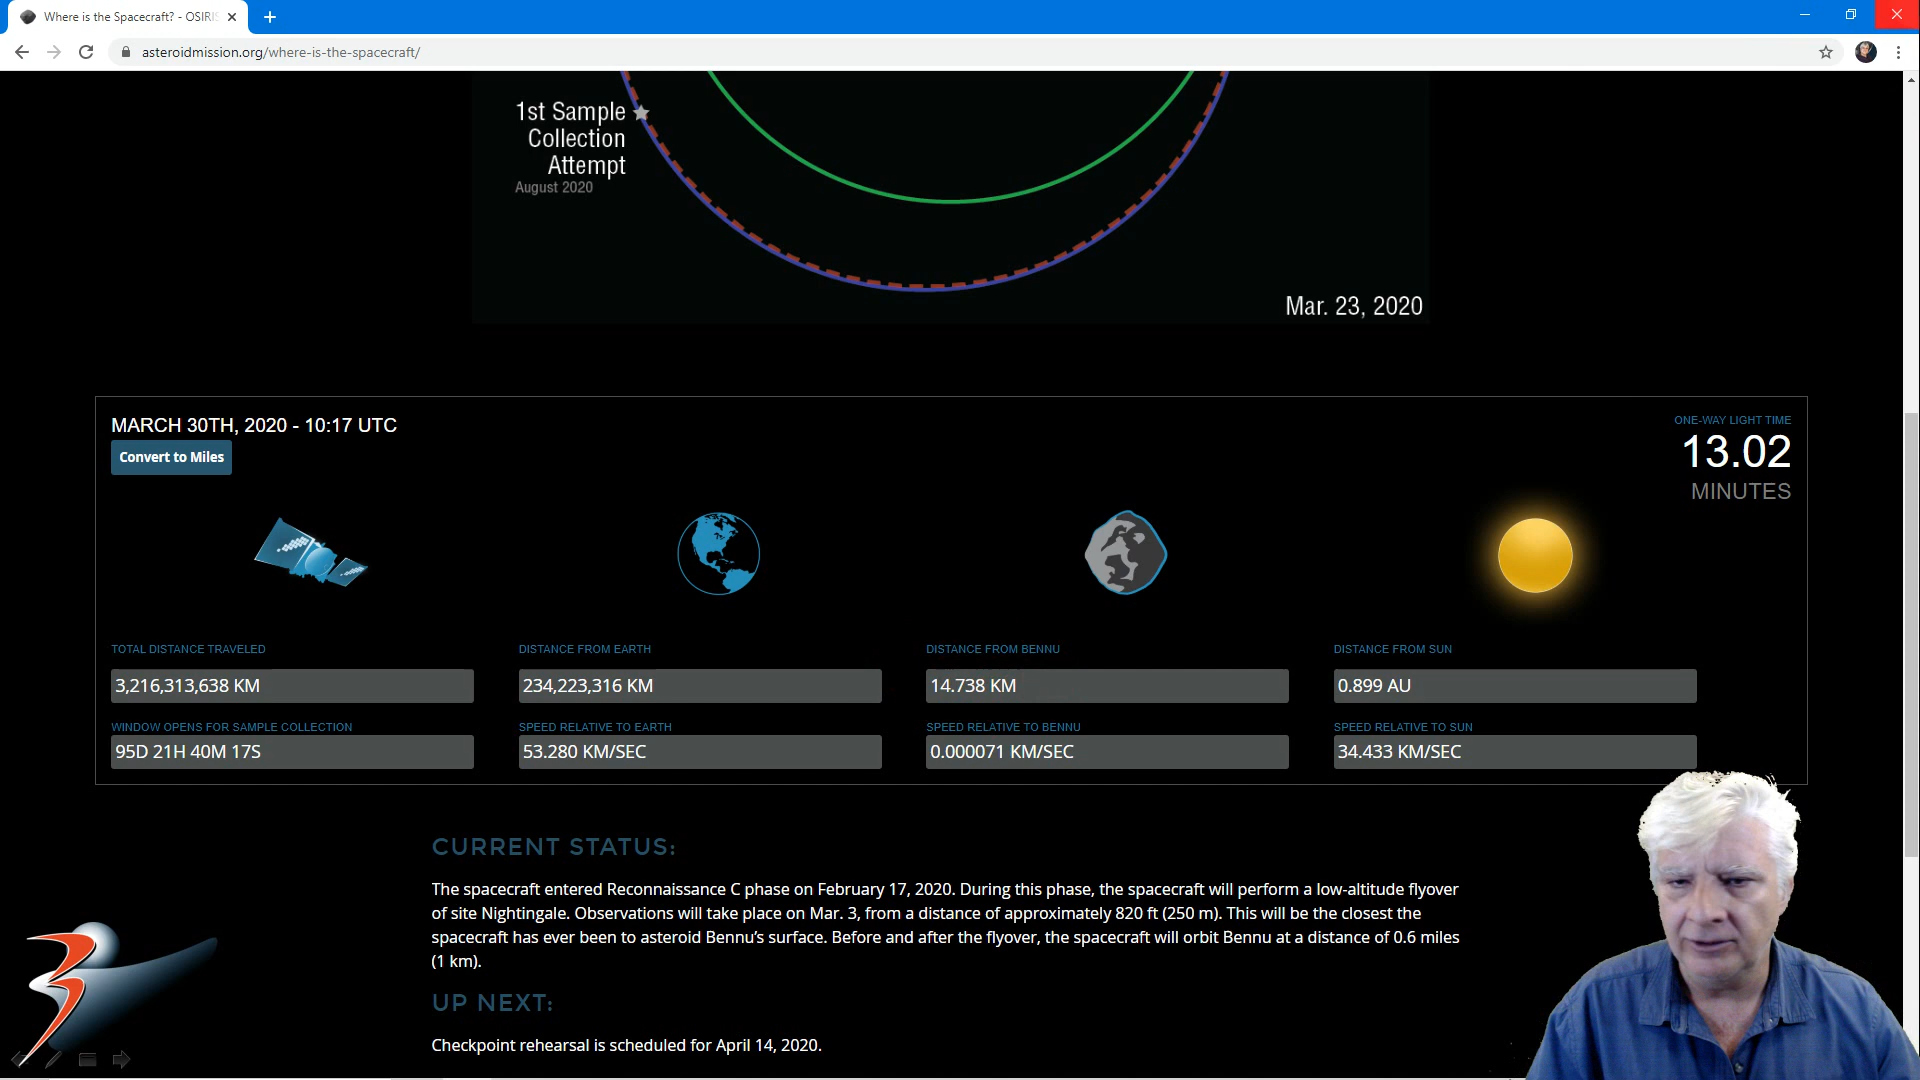 Where is the Spacecraft? - OSIRIS
asteroidmission.org/where-is-the-spacecraft/
1st Sample
Collection
Attempt
August 2020
Mar. 23, 2020
MARCH 30TH, 2020 - 10:17 UTC
Convert to Miles
ONE-WAY LIGHT TIME
13.02
MINUTES
TOTAL DISTANCE TRAVELED
DISTANCE FROM EARTH
DISTANCE FROM BENNU
DISTANCE FROM SUN
3,216,313,638 KM
234,223,316 KM
14.738 KM
0.899 AU
WINDOW OPENS FOR SAMPLE COLLECTION
SPEED RELATIVE TO EARTH
SPEED RELATIVE TO BENNU
SPEED RELATIVE TO SUN
95D 21H 40M 17S
53.280 KM/SEC
0.000071 KM/SEC
34.433 KM/SEC
CURRENT STATUS:
The spacecraft entered Reconnaissance C phase on February 17, 2020. During this phase, the spacecraft will perform a low-altitude flyover
of site Nightingale. Observations will take place on Mar. 3, from a distance of approximately 820 ft (250 m). This will be the closest the
spacecraft has ever been to asteroid Bennu's surface. Before and after the flyover, the spacecraft will orbit Bennu at a distance of 0.6 miles
(1 km).
UP NEXT:
Checkpoint rehearsal is scheduled for April 14, 2020.